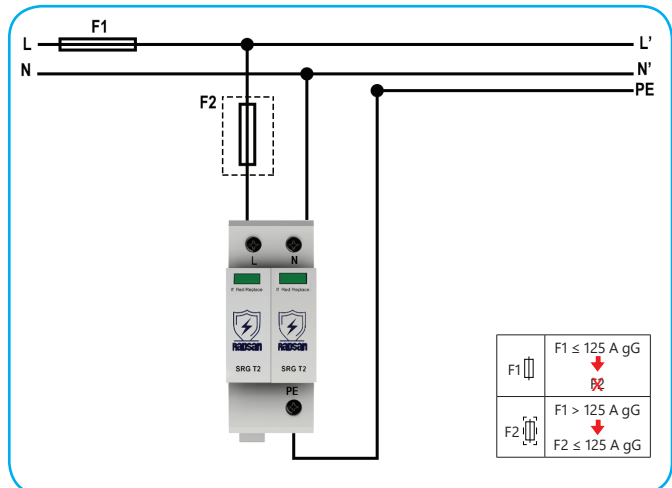 F1
L L'
N N'
PE
F2
L N
If Red Replace If Red Replace
Radsan Radsan
SRG T2 SRG T2
PE
F1 F1 ≤ 125 A gG
F2
F2 F1 > 125 A gG
F2 ≤ 125 A gG